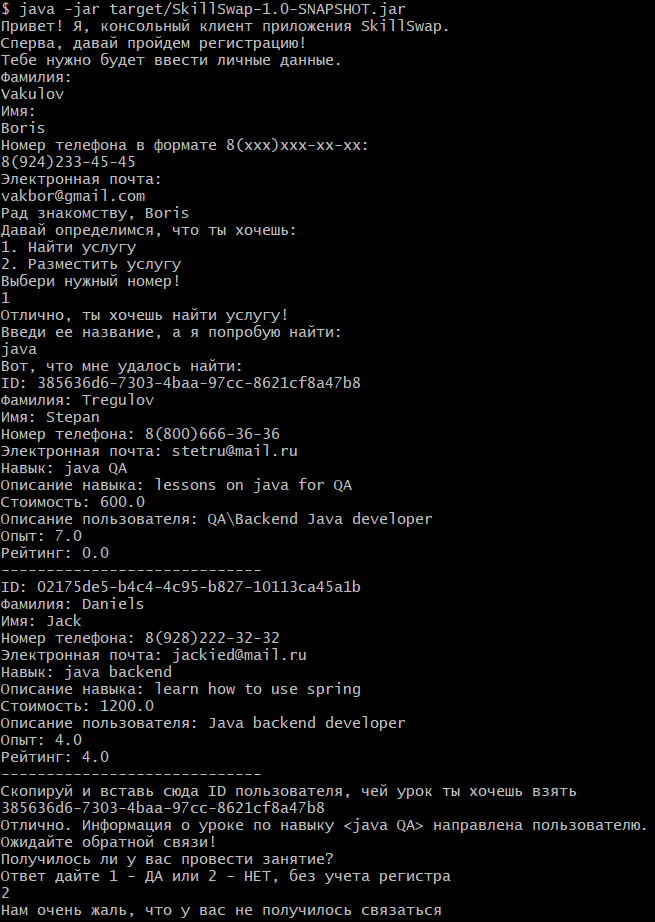 $ java -jar target/SkillSwap-1.0-SNAPSHOT.jar
Привет! Я, консольный клиент приложения SkillSwap.
Сперва, давай пройдем регистрацию!
Тебе нужно будет ввести личные данные.
Фамилия:
Vakulov
Имя:
Boris
Номер телефона в формате 8(xxx)xxx-xx-xx:
8(924)233-45-45
Электронная почта:
vakbor@gmail.com
Рад знакомству, Boris
Давай определимся, что ты хочешь:
1. Найти услугу
2. Разместить услугу
Выбери нужный номер!
1
Отлично, ты хочешь найти услугу!
Введи ее название, а я попробую найти:
java
Вот, что мне удалось найти:
ID: 385636d6-7303-4baa-97cc-8621cf8a47b8
Фамилия: Tregulov
Имя: Stepan
Номер телефона: 8(800)666-36-36
Электронная почта: stetru@mail.ru
Навык: java QA
Описание навыка: lessons on java for QA
Стоимость: 600.0
Описание пользователя: QA\Backend Java developer
Опыт: 7.0
Рейтинг: 0.0
-----------------------------
ID: 02175de5-b4c4-4c95-b827-10113ca45a1b
Фамилия: Daniels
Имя: Jack
Номер телефона: 8(928)222-32-32
Электронная почта: jackied@mail.ru
Навык: java backend
Описание навыка: learn how to use spring
Стоимость: 1200.0
Описание пользователя: Java backend developer
Опыт: 4.0
Рейтинг: 4.0
-----------------------------
Скопируй и вставь сюда ID пользователя, чей урок ты хочешь взять
385636d6-7303-4baa-97cc-8621cf8a47b8
Отлично. Информация о уроке по навыку <java QA> направлена пользователю.
Ожидайте обратной связи!
Получилось ли у вас провести занятие?
Ответ дайте 1 - ДА или 2 - НЕТ, без учета регистра
2
Нам очень жаль, что у вас не получилось связаться